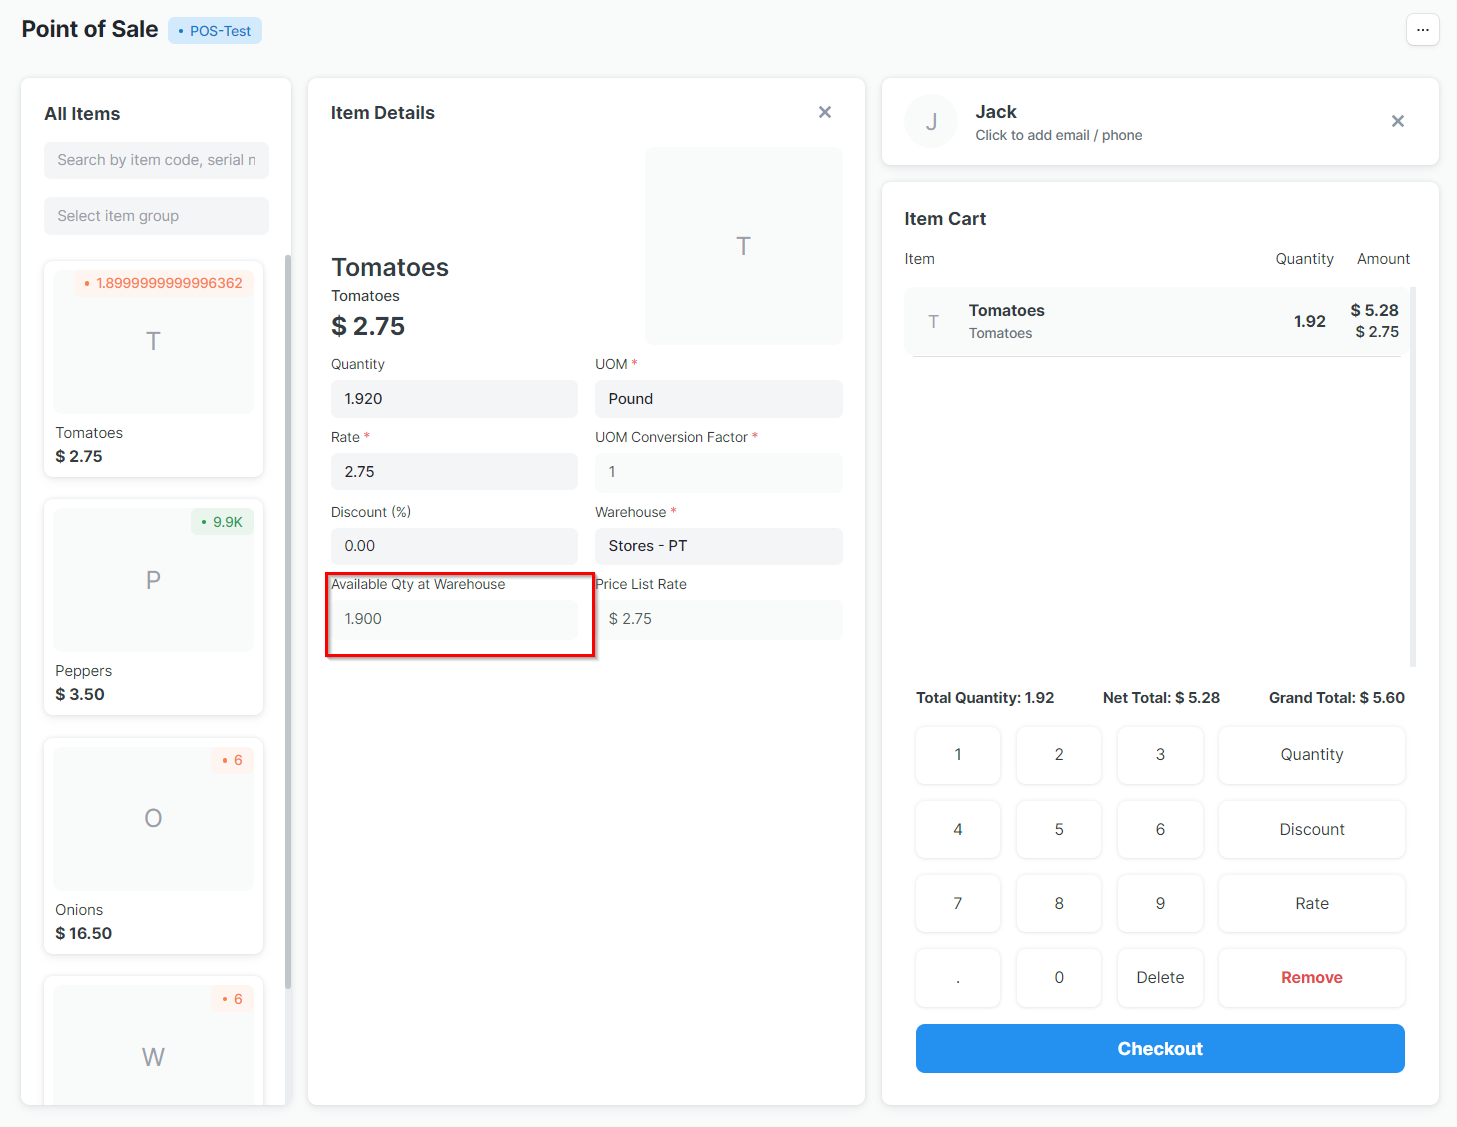 Point of Sale
• POS-Test
...
All Items
Search by item code, serial n
Select item group
• 1.8999999999996362
T
Tomatoes
$ 2.75
• 9.9K
P
Peppers
$ 3.50
• 6
O
Onions
$ 16.50
• 6
W
Item Details
T
Tomatoes
Tomatoes
$ 2.75
Quantity
1.920
UOM *
Pound
Rate *
2.75
UOM Conversion Factor *
1
Discount (%)
0.00
Warehouse *
Stores - PT
Available Qty at Warehouse
1.900
Price List Rate
$ 2.75
J
Jack
Click to add email / phone
Item Cart
Item Quantity Amount
T
Tomatoes 1.92 $ 5.28
Tomatoes $ 2.75
Total Quantity: 1.92 Net Total: $ 5.28 Grand Total: $ 5.60
1 2 3 Quantity
4 5 6 Discount
7 8 9 Rate
. 0 Delete Remove
Checkout